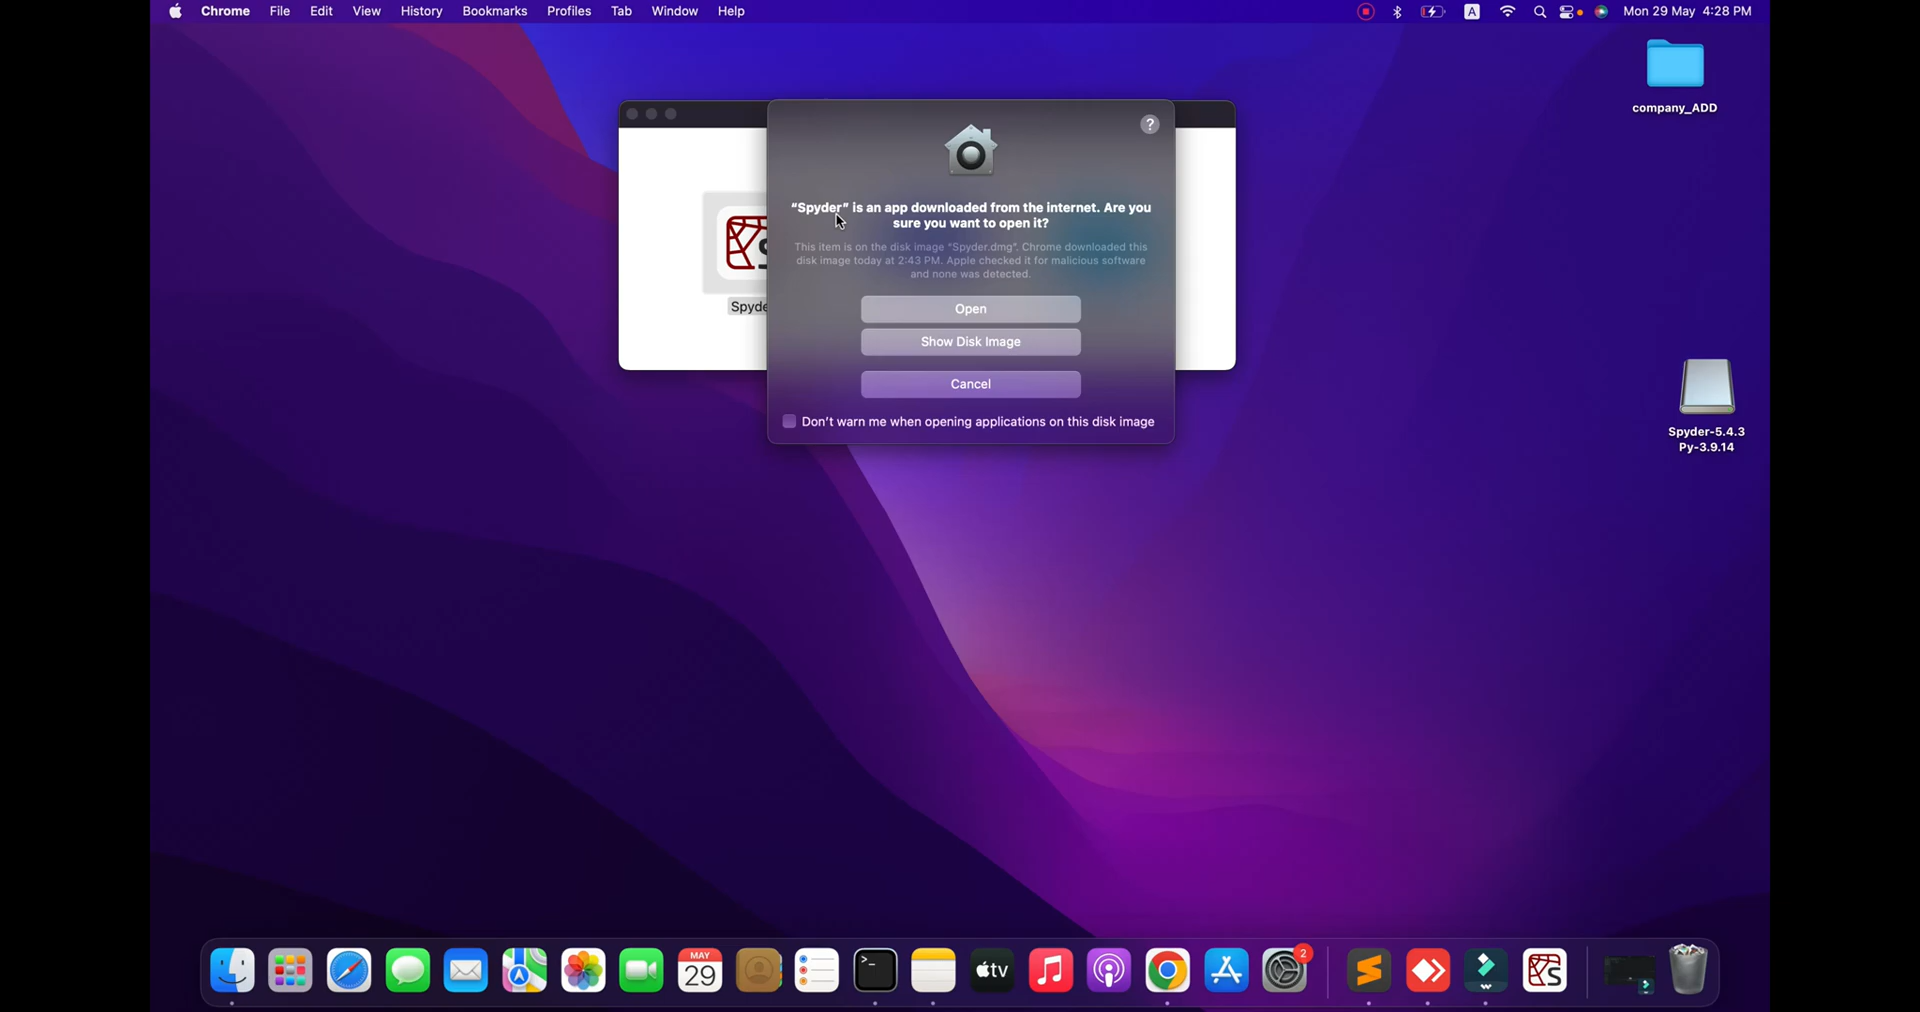 Chrome File Edit View History Bookmarks Profiles Tab Window Help A Mon 29 May 4:28 PM
company_ADD
?
“Spyder” is an app downloaded from the internet. Are you
sure you want to open it?
This item is on the disk image “Spyder.dmg”. Chrome downloaded this
disk image today at 2:43 PM. Apple checked it for malicious software
and none was detected.
Spyde
Open
Show Disk Image
Cancel
Don’t warn me when opening applications on this disk image
Spyder-5.4.3
Py-3.9.14
MAY
29
>_
tv
2
S